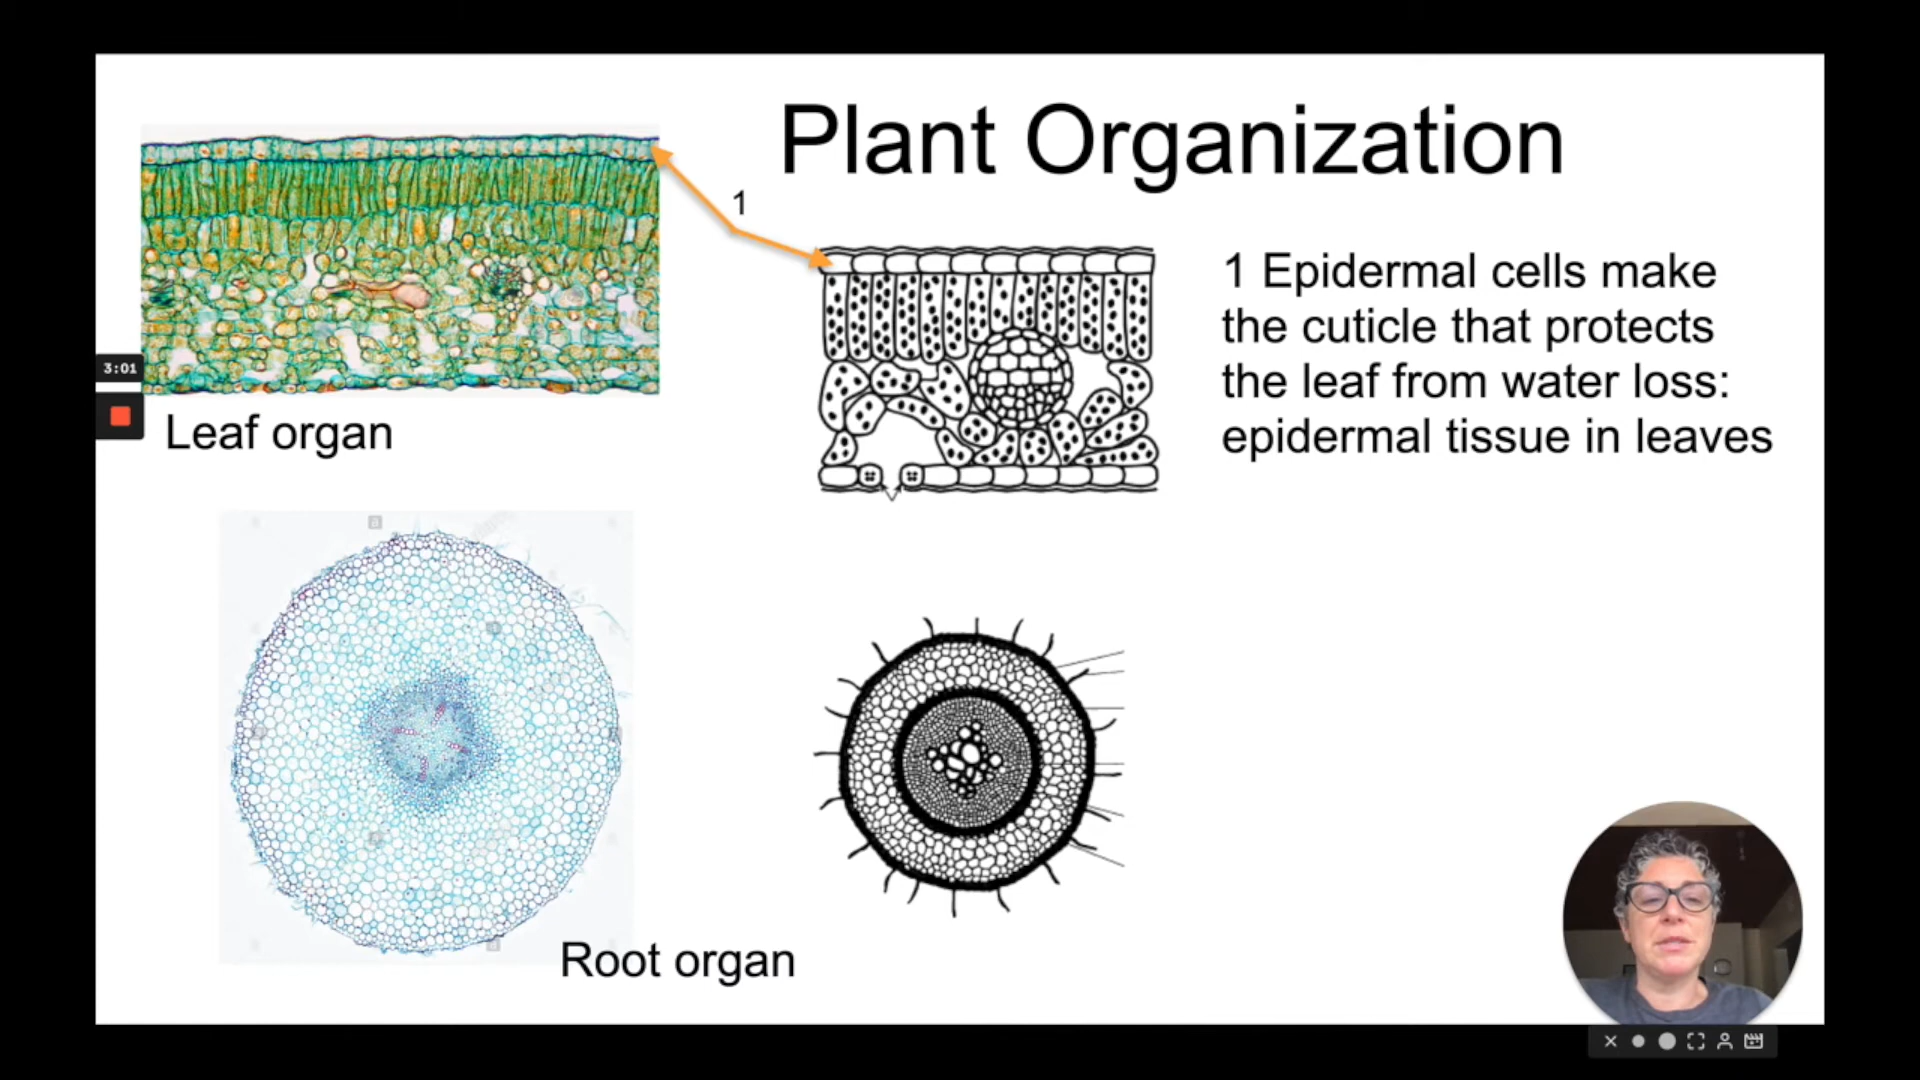 Plant Organization
1
1 Epidermal cells make
the cuticle that protects
the leaf from water loss:
epidermal tissue in leaves
3:01
Leaf organ
Root organ